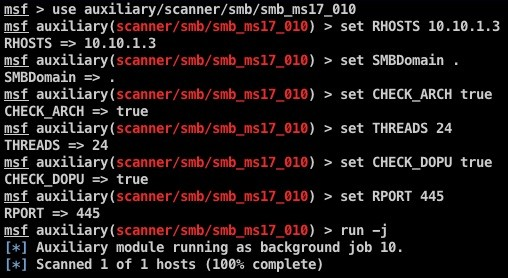 msf > use auxiliary/scanner/smb/smb_ms17_010
msf auxiliary(scanner/smb/smb_ms17_010) > set RHOSTS 10.10.1.3
RHOSTS => 10.10.1.3
msf auxiliary(scanner/smb/smb_ms17_010) > set SMBDomain .
SMBDomain => .
msf auxiliary(scanner/smb/smb_ms17_010) > set CHECK_ARCH true
CHECK_ARCH => true
msf auxiliary(scanner/smb/smb_ms17_010) > set THREADS 24
THREADS => 24
msf auxiliary(scanner/smb/smb_ms17_010) > set CHECK_DOPU true
CHECK_DOPU => true
msf auxiliary(scanner/smb/smb_ms17_010) > set RPORT 445
RPORT => 445
msf auxiliary(scanner/smb/smb_ms17_010) > run -j
[*] Auxiliary module running as background job 10.
[*] Scanned 1 of 1 hosts (100% complete)